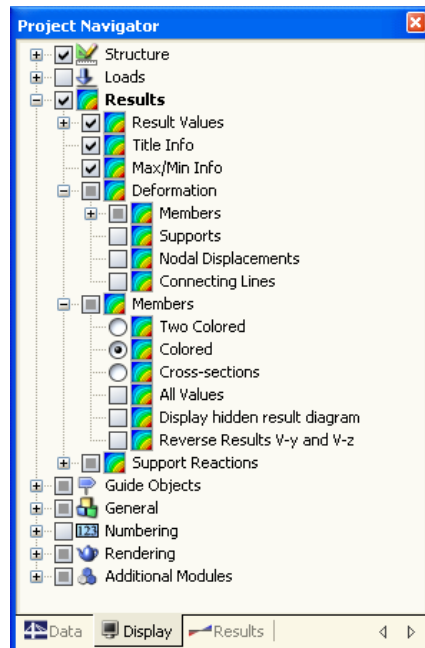 Project Navigator
Structure
Loads
Results
Result Values
Title Info
Max/Min Info
Deformation
Members
Supports
Nodal Displacements
Connecting Lines
Members
Two Colored
Colored
Cross-sections
All Values
Display hidden result diagram
Reverse Results V-y and V-z
Support Reactions
Guide Objects
General
123 Numbering
Rendering
Additional Modules
Data Display Results